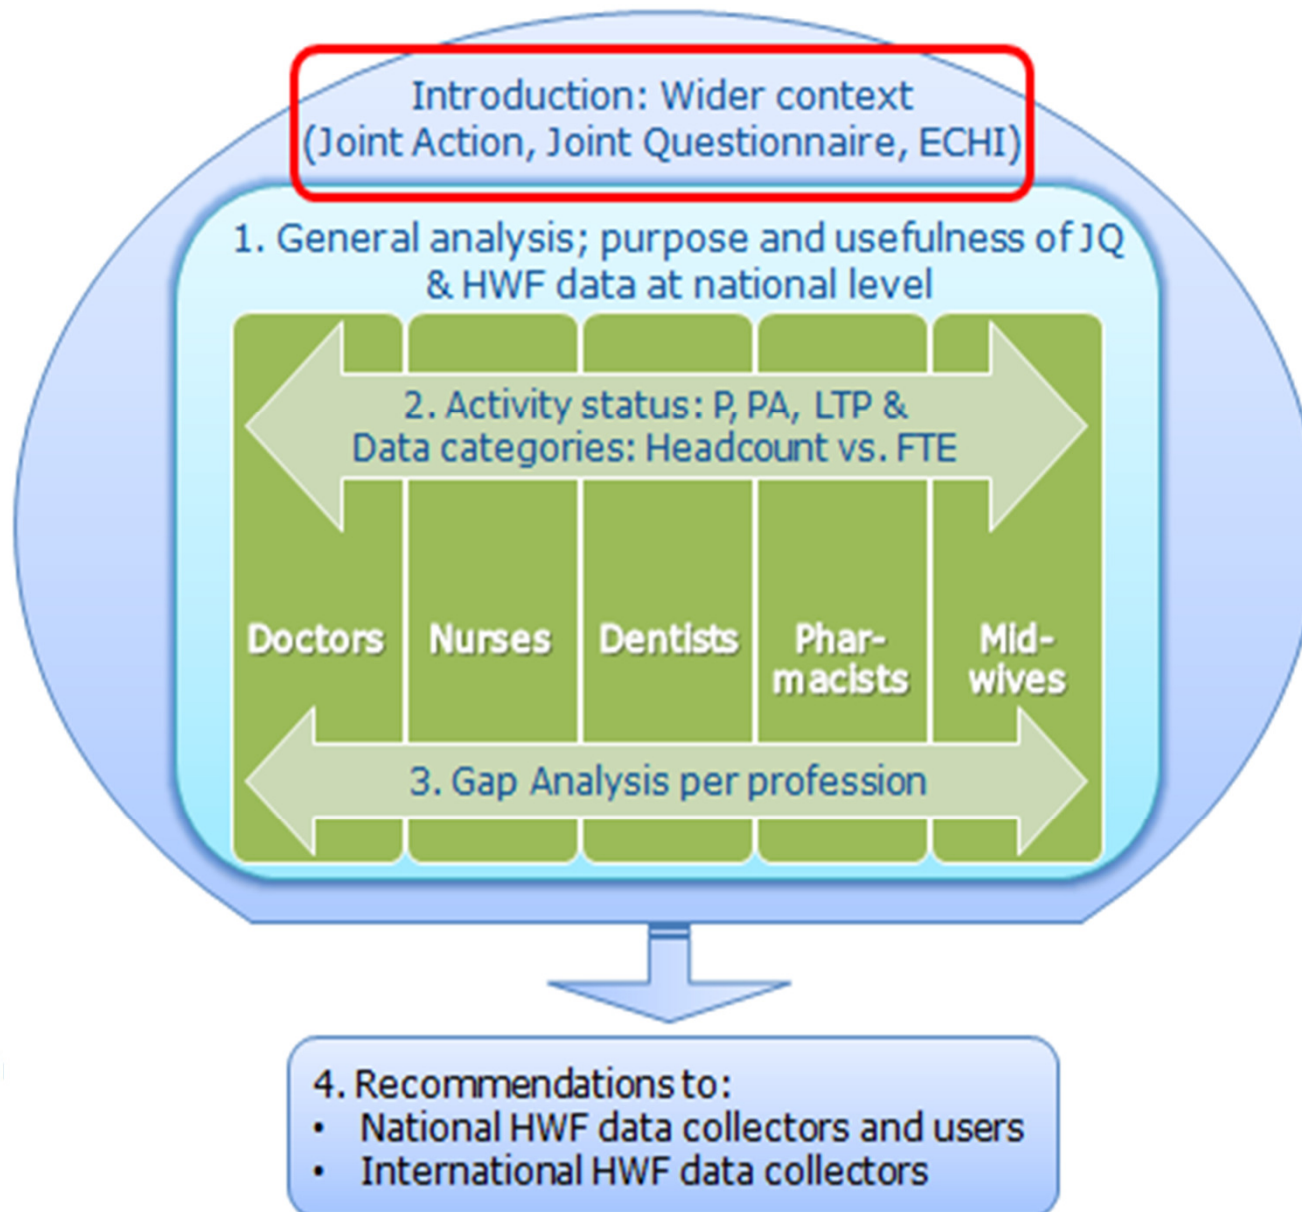 Introduction: Wider context
(Joint Action, Joint Questionnaire, ECHI)
1. General analysis; purpose and usefulness of JQ
& HWF data at national level
2. Activity status: P, PA, LTP &
Data categories: Headcount vs. FTE
Doctors
Nurses
Dentists
Phar-
macists
Mid-
wives
3. Gap Analysis per profession
4. Recommendations to:
• National HWF data collectors and users
• International HWF data collectors